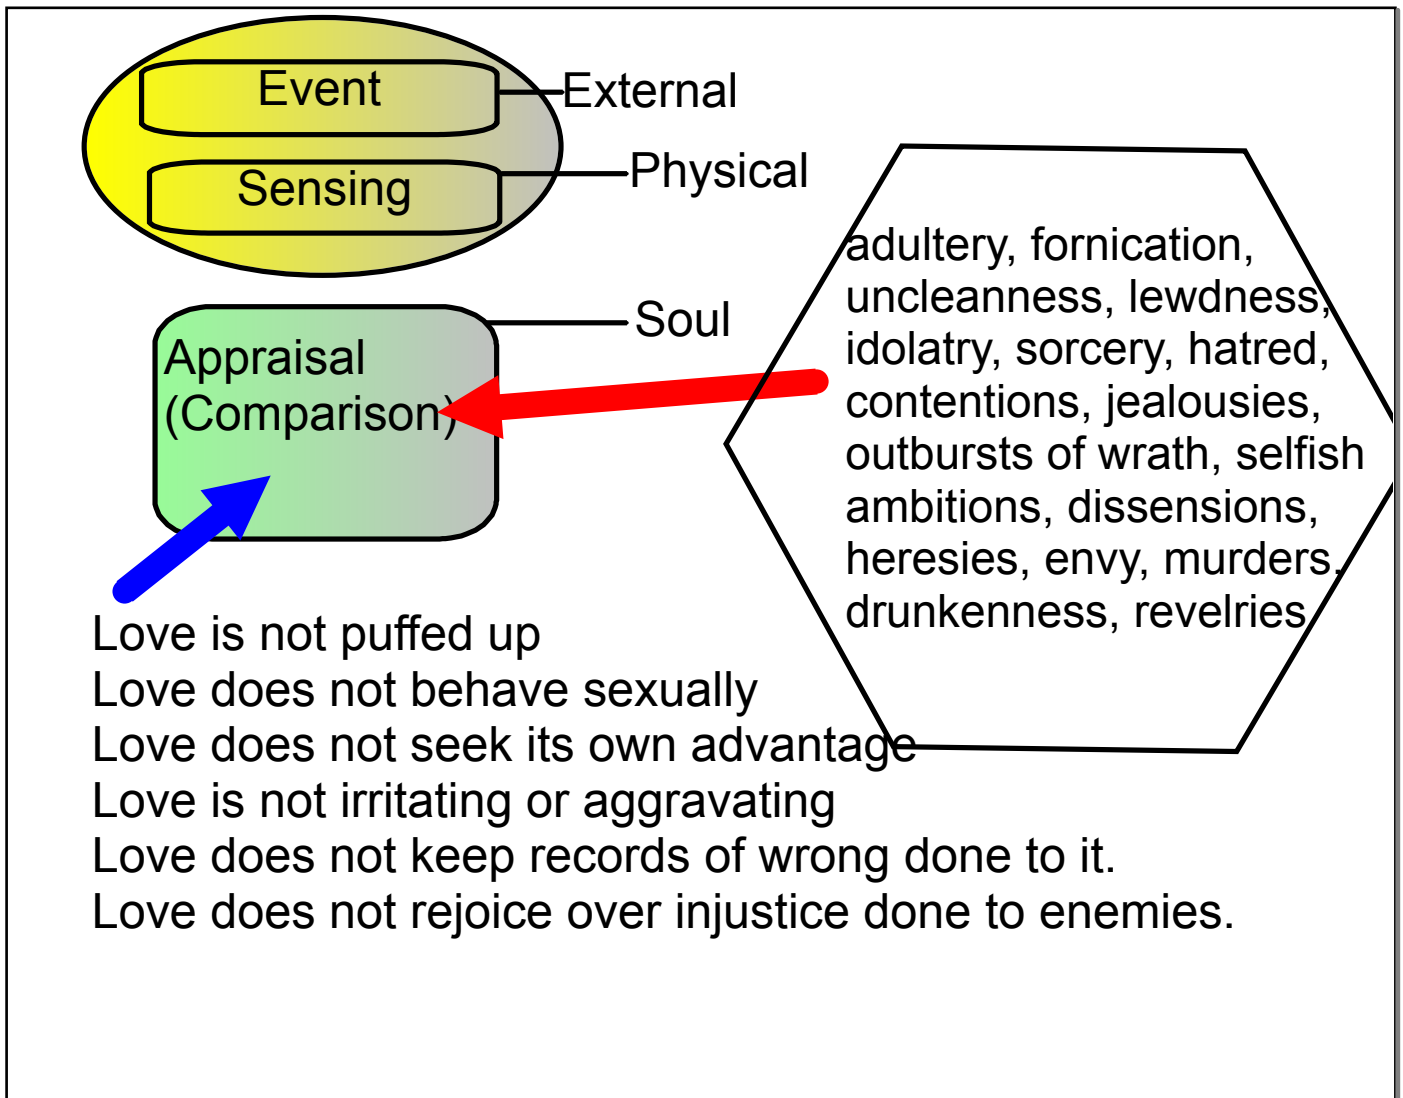 Event
External
Sensing
Physical
Soul
Appraisal
(Comparison)
adultery, fornication,
uncleanness, lewdness,
idolatry, sorcery, hatred,
contentions, jealousies,
outbursts of wrath, selfish
ambitions, dissensions,
heresies, envy, murders,
drunkenness, revelries
Love is not puffed up
Love does not behave sexually
Love does not seek its own advantage
Love is not irritating or aggravating
Love does not keep records of wrong done to it.
Love does not rejoice over injustice done to enemies.